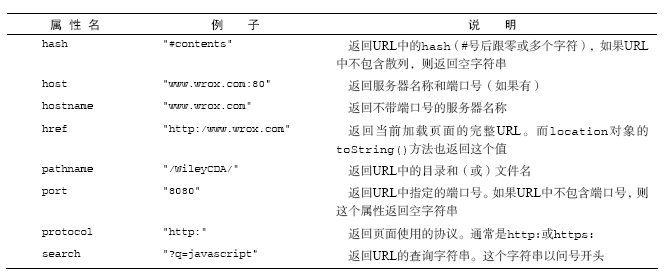 属 性 名 例 子 说 明
hash "#contents" 返回URL中的hash（#号后跟零或多个字符），如果URL
中不包含散列，则返回空字符串
host "www.wrox.com:80" 返回服务器名称和端口号（如果有）
hostname "www.wrox.com" 返回不带端口号的服务器名称
href "http:/www.wrox.com" 返回当前加载页面的完整URL。而location对象的
toString()方法也返回这个值
pathname "/WileyCDA/" 返回URL中的目录和（或）文件名
port "8080" 返回URL中指定的端口号。如果URL中不包含端口号，则
这个属性返回空字符串
protocol "http:" 返回页面使用的协议。通常是http:或https:
search "?q=javascript" 返回URL的查询字符串。这个字符串以问号开头